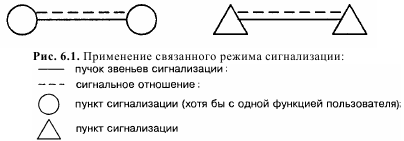 Рис. 6.1. Применение связанного режима сигнализации:
пучок звеньев сигнализации;
сигнальное отношение;
пункт сигнализации (хотя бы с одной функцией пользователя);
пункт сигнализации